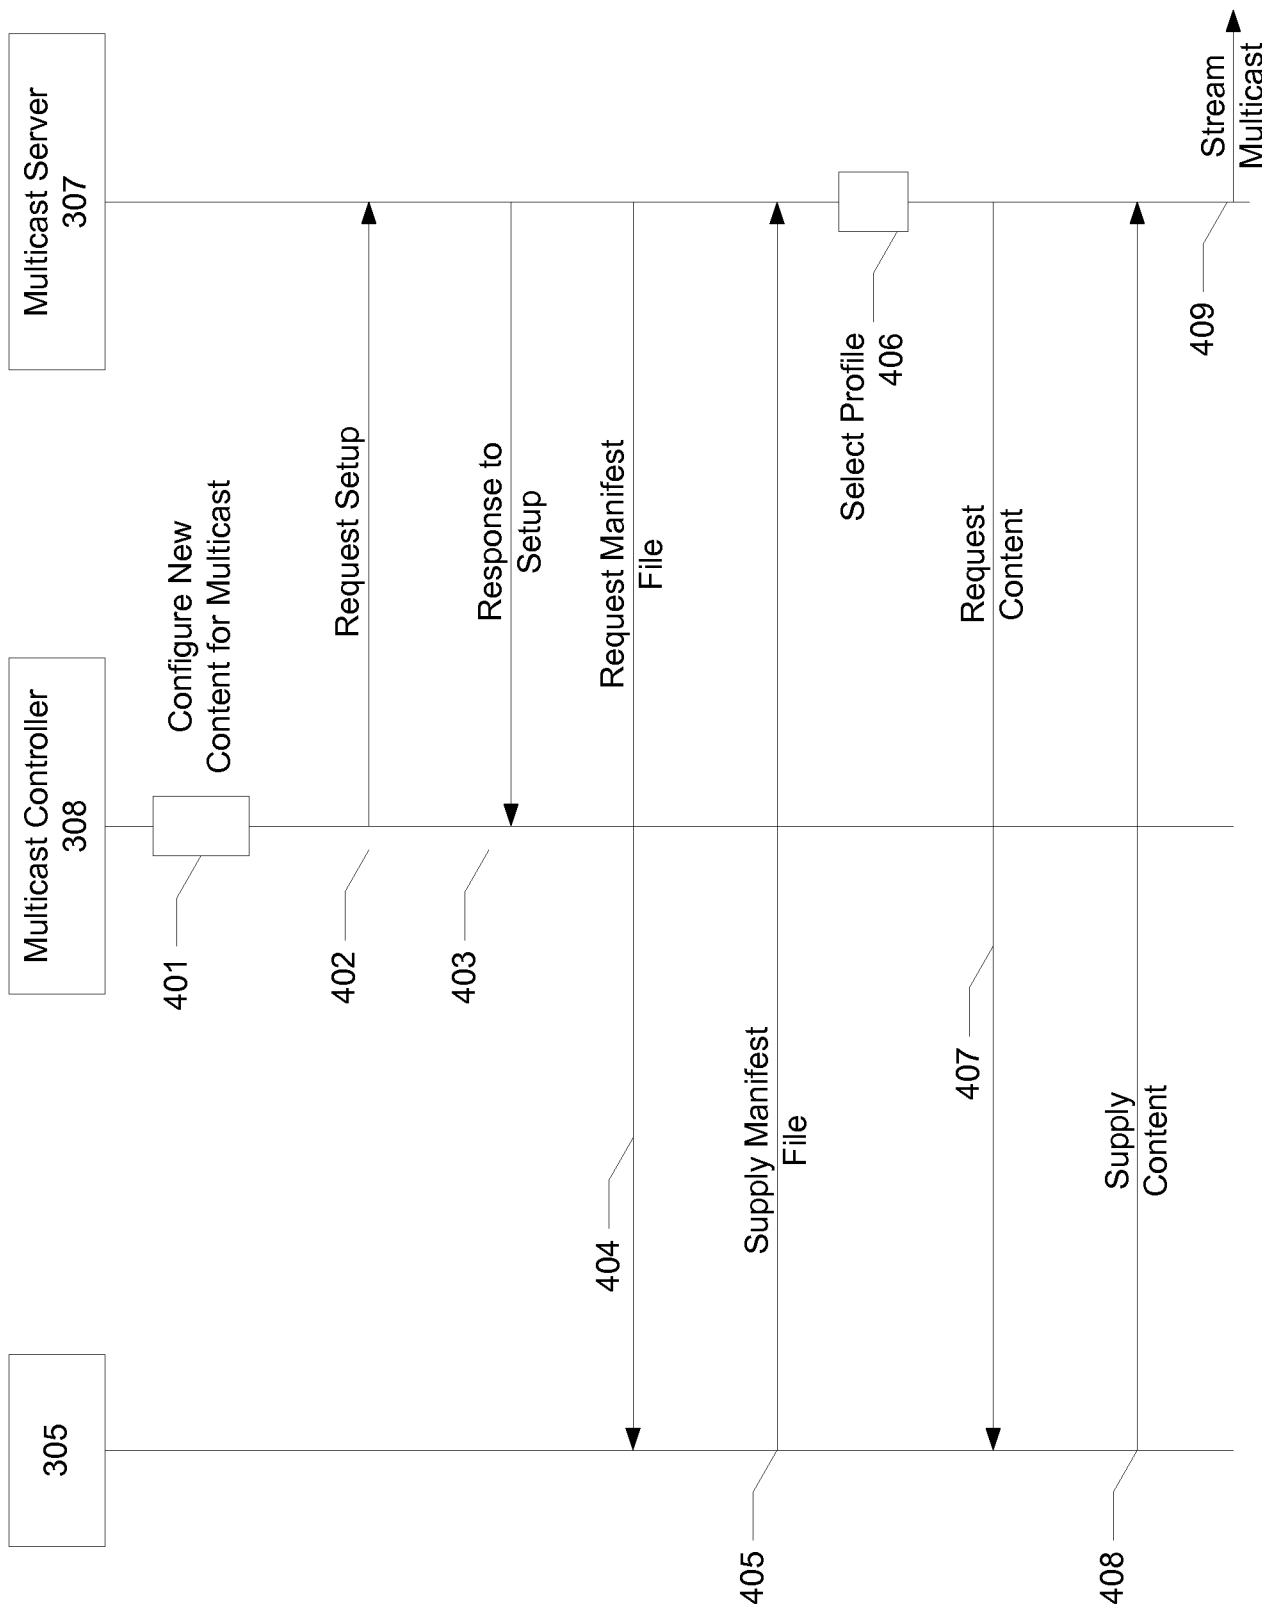 305
Multicast Controller
308
Multicast Server
307
Configure New
Content for Multicast
401
Request Setup
402
Response to
Setup
403
Request Manifest
File
404
Supply Manifest
File
405
Select Profile
406
Request
Content
407
Supply
Content
408
Stream
Multicast
409